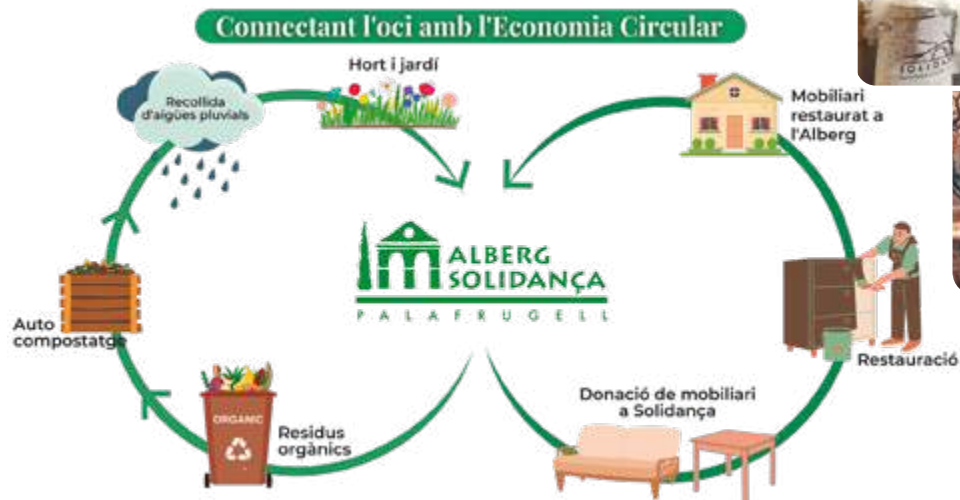 Connectant l'oci amb l'Economia Circular
Hort i jardí
Recollida
d'aigües pluvials
Mobiliari
restaurat a
l'Alberg
ALBERG
SOLIDANÇA
PALAFRUGELL
Auto
compostatge
Restauració
Donació de mobiliari
a Solidança
ORGANIC
Residus
orgànics